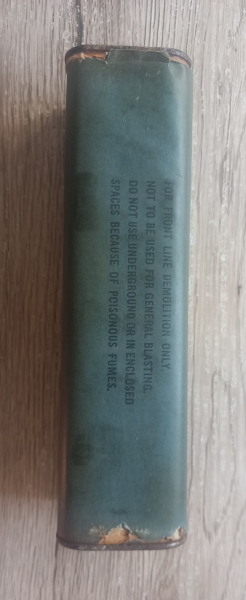 FOR FRONT LINE DEMOLITION ONLY.
NOT TO BE USED FOR GENERAL BLASTING.
DO NOT USE UNDERGROUND OR IN ENCLOSED
SPACES BECAUSE OF POISONOUS FUMES.